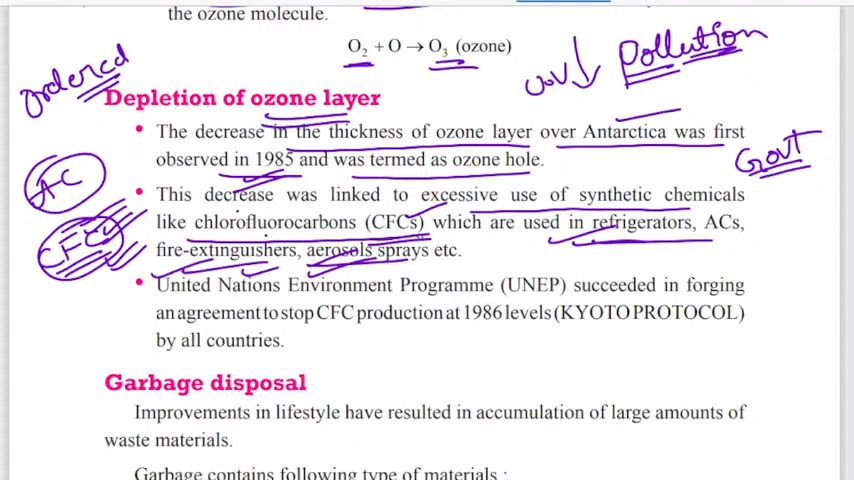 the ozone molecule.
O₂ + O → O₃ (ozone)
UV Pollution
Ordered
Depletion of ozone layer
• The decrease in the thickness of ozone layer over Antarctica was first
observed in 1985 and was termed as ozone hole.
Govt
AC
• This decrease was linked to excessive use of synthetic chemicals
like chlorofluorocarbons (CFCs) which are used in refrigerators, ACs,
CFC
fire-extinguishers, aerosols sprays etc.
• United Nations Environment Programme (UNEP) succeeded in forging
an agreement to stop CFC production at 1986 levels (KYOTO PROTOCOL)
by all countries.
Garbage disposal
Improvements in lifestyle have resulted in accumulation of large amounts of
waste materials.
Garbage contains following type of materials :